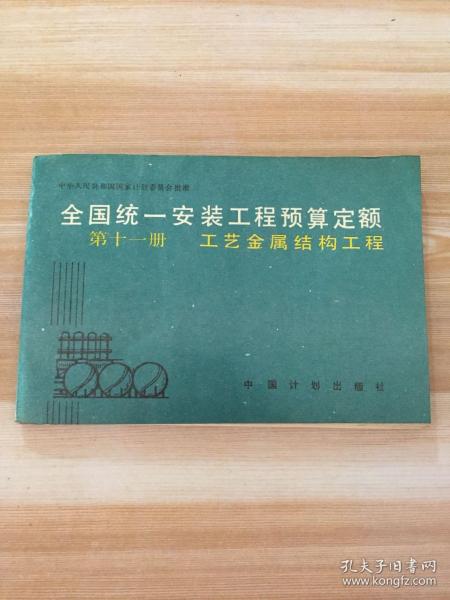 中华人民共和国国家计划委员会批准
全国统一安装工程预算定额
第十一册 工艺金属结构工程
中国计划出版社
孔夫子旧书网
www.kongfz.com